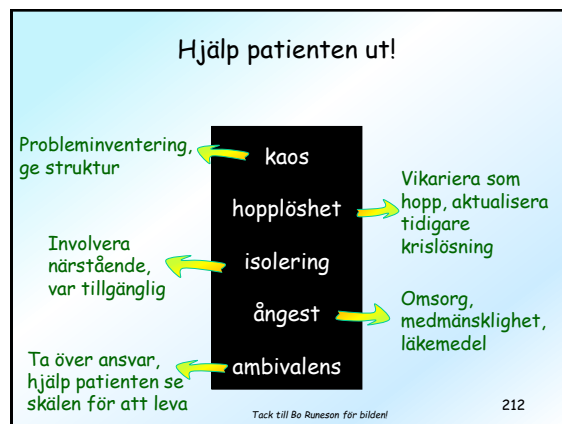 Hjälp patienten ut!
Probleminventering,
ge struktur
kaos
hopplöshet
Vikariera som
hopp, aktualisera
tidigare
krislösning
Involvera
närstående,
var tillgänglig
isolering
ångest
Omsorg,
medmänsklighet,
läkemedel
Ta över ansvar,
hjälp patienten se
skälen för att leva
ambivalens
Tack till Bo Runeson för bilden!
212